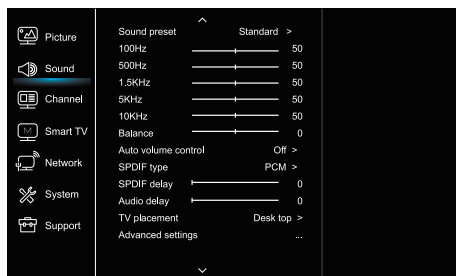 Picture
Sound
Channel
Smart TV
Network
System
Support
Sound preset Standard >
100Hz 50
500Hz 50
1.5KHz 50
5KHz 50
10KHz 50
Balance 0
Auto volume control Off >
SPDIF type PCM >
SPDIF delay 0
Audio delay 0
TV placement Desk top >
Advanced settings ...